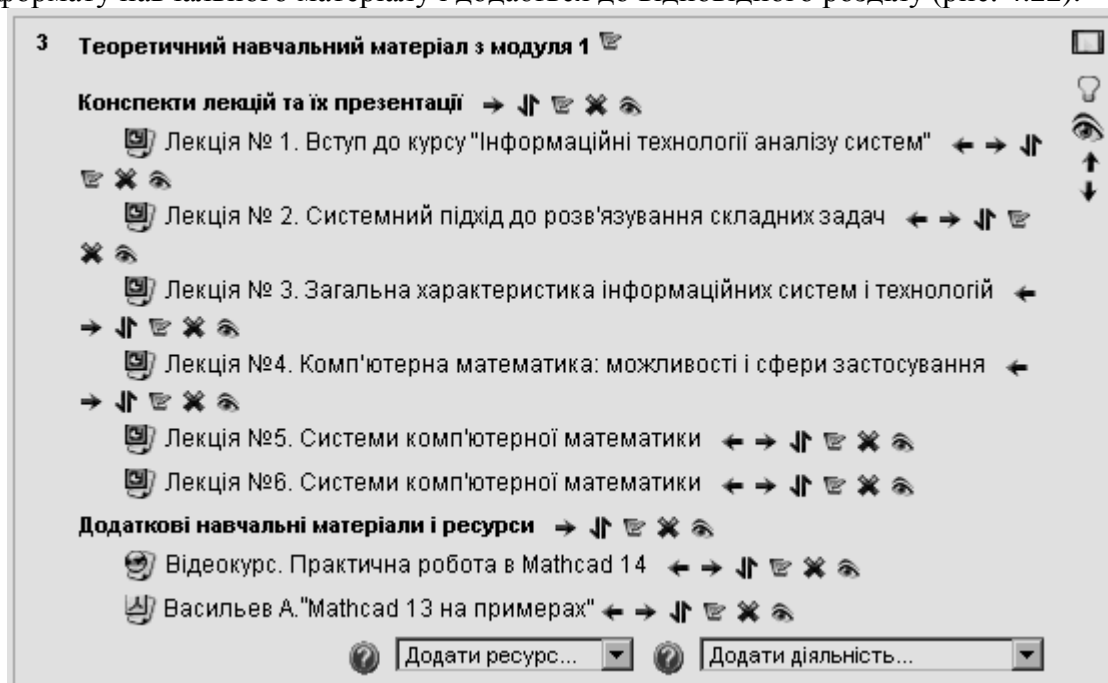 формату навчального матеріалу і додається до відповідного розділу (рис. 4.22).
3 Теоретичний навчальний матеріал з модуля 1
Конспекти лекцій та їх презентації
Лекція № 1. Вступ до курсу "Інформаційні технології аналізу систем"
Лекція № 2. Системний підхід до розв'язування складних задач
Лекція № 3. Загальна характеристика інформаційних систем і технологій
Лекція №4. Комп'ютерна математика: можливості і сфери застосування
Лекція №5. Системи комп'ютерної математики
Лекція №6. Системи комп'ютерної математики
Додаткові навчальні матеріали і ресурси
Відеокурс. Практична робота в Mathcad 14
Васильев А."Mathcad 13 на примерах"
Додати ресурс... Додати діяльність...